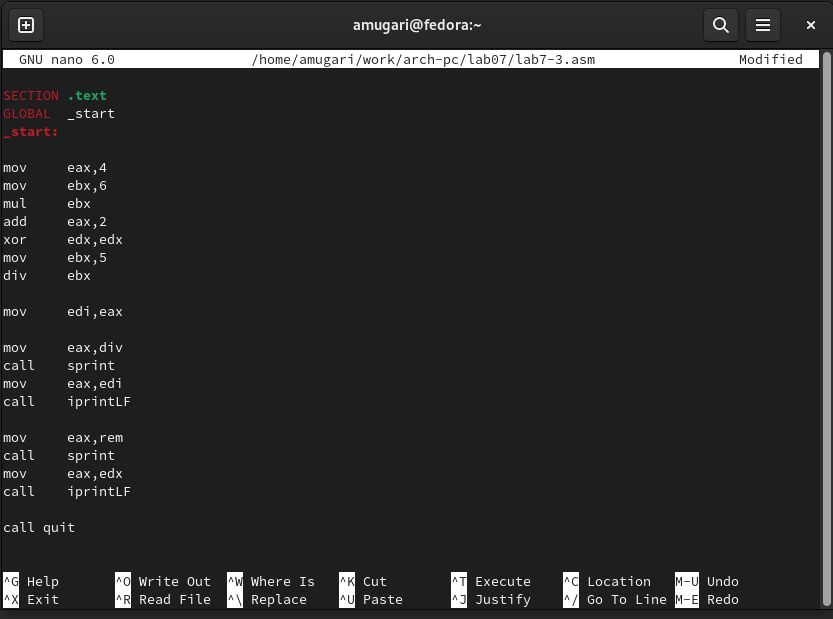 amugari@fedora:~
GNU nano 6.0 /home/amugari/work/arch-pc/lab07/lab7-3.asm Modified
SECTION .text
GLOBAL _start
_start:
mov eax,4
mov ebx,6
mul ebx
add eax,2
xor edx,edx
mov ebx,5
div ebx
mov edi,eax
mov eax,div
call sprint
mov eax,edi
call iprintLF
mov eax,rem
call sprint
mov eax,edx
call iprintLF
call quit
^G Help ^O Write Out ^W Where Is ^K Cut ^T Execute ^C Location M-U Undo
^X Exit ^R Read File ^\ Replace ^U Paste ^J Justify ^/ Go To Line M-E Redo